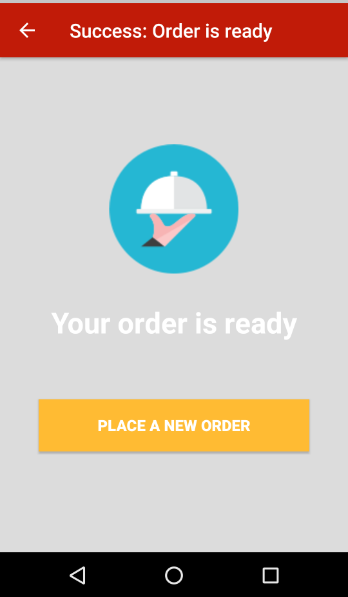 Success: Order is ready
Your order is ready
PLACE A NEW ORDER